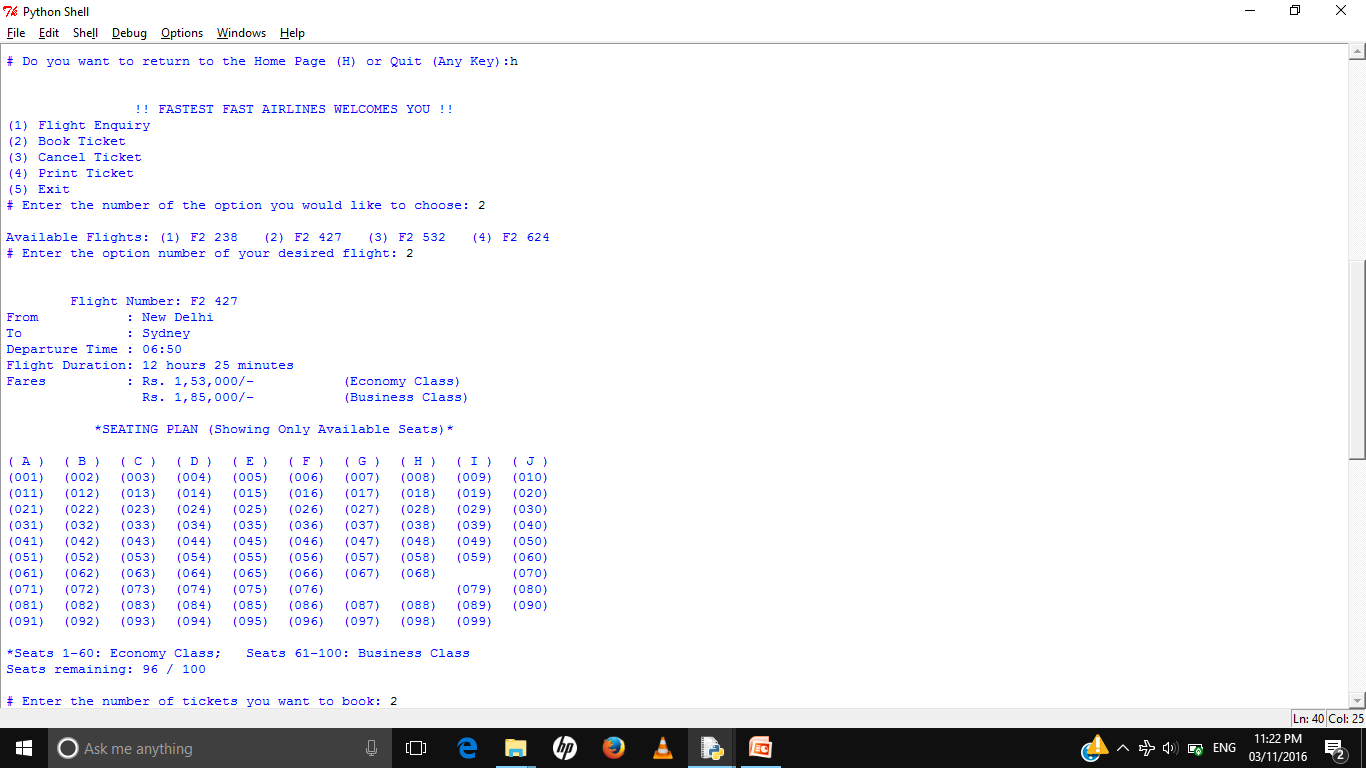 Python Shell
File Edit Shell Debug Options Windows Help
# Do you want to return to the Home Page (H) or Quit (Any Key):h
!! FASTEST FAST AIRLINES WELCOMES YOU !!
(1) Flight Enquiry
(2) Book Ticket
(3) Cancel Ticket
(4) Print Ticket
(5) Exit
# Enter the number of the option you would like to choose: 2
Available Flights: (1) F2 238 (2) F2 427 (3) F2 532 (4) F2 624
# Enter the option number of your desired flight: 2
Flight Number: F2 427
From : New Delhi
To : Sydney
Departure Time : 06:50
Flight Duration: 12 hours 25 minutes
Fares : Rs. 1,53,000/- (Economy Class)
Rs. 1,85,000/- (Business Class)
*SEATING PLAN (Showing Only Available Seats)*
( A ) ( B ) ( C ) ( D ) ( E ) ( F ) ( G ) ( H ) ( I ) ( J )
(001) (002) (003) (004) (005) (006) (007) (008) (009) (010)
(011) (012) (013) (014) (015) (016) (017) (018) (019) (020)
(021) (022) (023) (024) (025) (026) (027) (028) (029) (030)
(031) (032) (033) (034) (035) (036) (037) (038) (039) (040)
(041) (042) (043) (044) (045) (046) (047) (048) (049) (050)
(051) (052) (053) (054) (055) (056) (057) (058) (059) (060)
(061) (062) (063) (064) (065) (066) (067) (068) (070)
(071) (072) (073) (074) (075) (076) (079) (080)
(081) (082) (083) (084) (085) (086) (087) (088) (089) (090)
(091) (092) (093) (094) (095) (096) (097) (098) (099)
*Seats 1-60: Economy Class; Seats 61-100: Business Class
Seats remaining: 96 / 100
# Enter the number of tickets you want to book: 2
Ln: 40 Col: 25
Ask me anything
hp
ENG
11:22 PM
03/11/2016
2